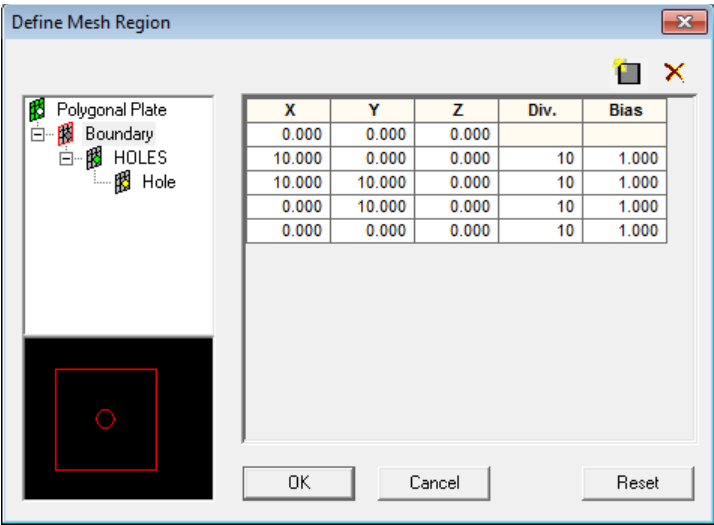 Define Mesh Region
Polygonal Plate
Boundary
HOLES
Hole
X Y Z Div. Bias
0.000 0.000 0.000
10.000 0.000 0.000 10 1.000
10.000 10.000 0.000 10 1.000
0.000 10.000 0.000 10 1.000
0.000 0.000 0.000 10 1.000
OK Cancel Reset